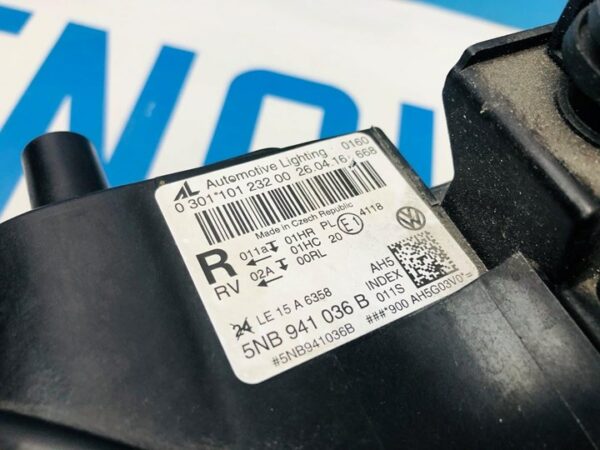 AL Automotive Lighting 0160
0 301*101 232 00 26.04.16 668
Made in Czech Republic
R 011a 01HR PL E1 4118
01HC 20
RV 02A 00RL
LE 15 A 6358
AH5
INDEX
5NB 941 036 B 011S
#5NB941036B ###*900 AH5G03V0*=